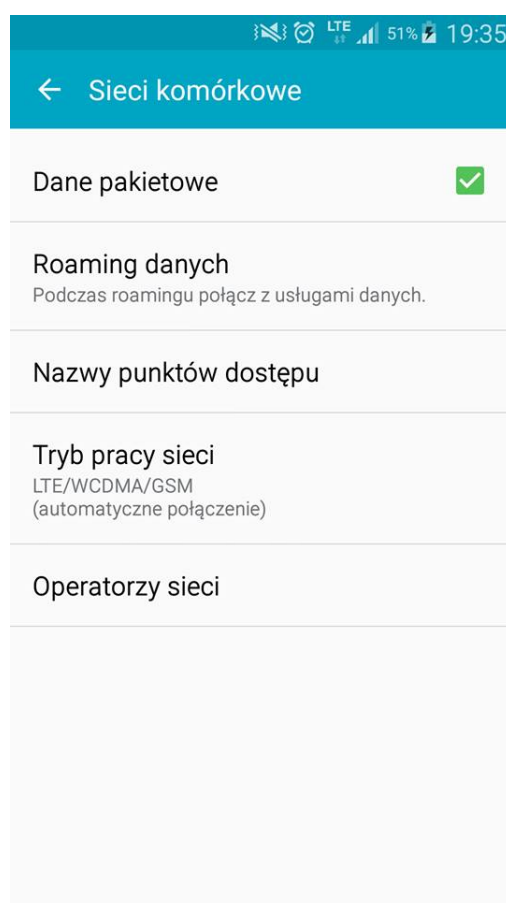 LTE 51% 19:35
Sieci komórkowe
Dane pakietowe
Roaming danych
Podczas roamingu połącz z usługami danych.
Nazwy punktów dostępu
Tryb pracy sieci
LTE/WCDMA/GSM
(automatyczne połączenie)
Operatorzy sieci